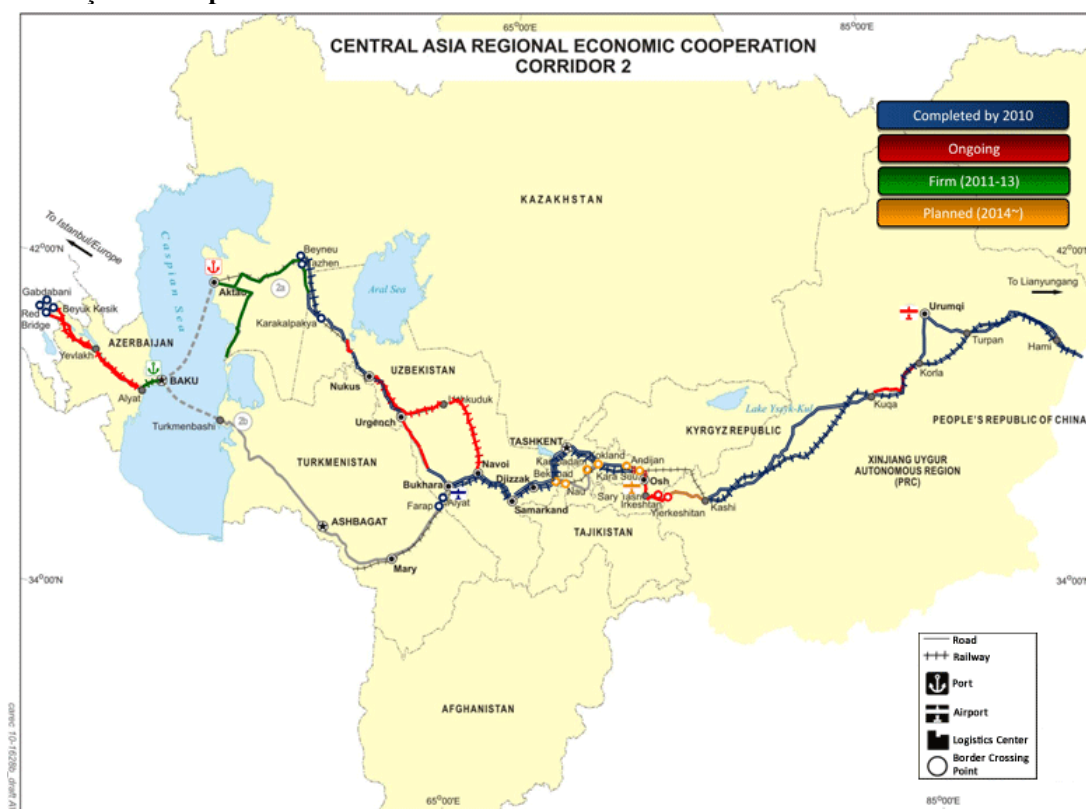 65°00'E
85°00'E
CENTRAL ASIA REGIONAL ECONOMIC COOPERATION
CORRIDOR 2
Completed by 2010
Ongoing
Firm (2011-13)
Planned (2014~)
KAZAKHSTAN
To Istanbul/Europe
42°00'N
42°00'N
Caspian Sea
Beyneu
Tazhen
Aral Sea
To Lianyungang
Aktau
2a
Gabdabani
Beyuk Kesik
Red
Bridge
Karakalpakya
Urumqi
AZERBAIJAN
Yevlakh
Turpan
Hami
BAKU
Alyat
UZBEKISTAN
Nukus
Korla
Lake Ysyk-Kul
Kuqa
Urgench
Turkmenbashi
2b
KYRGYZ REPUBLIC
PEOPLE'S REPUBLIC OF CHINA
TASHKENT
TURKMENISTAN
Navoi
Djizzak
Andijan
Kara Suu
Osh
XINJIANG UYGUR
AUTONOMOUS REGION
(PRC)
Bukhara
Nau
Farap
Alyat
Irkeshtan
Yierkeshitan
Kashi
Samarkand
ASHBAGAT
TAJIKISTAN
Mary
34°00'N
34°00'N
Road
Railway
Port
Airport
Logistics Center
Border Crossing
Point
AFGHANISTAN
65°00'E
85°00'E